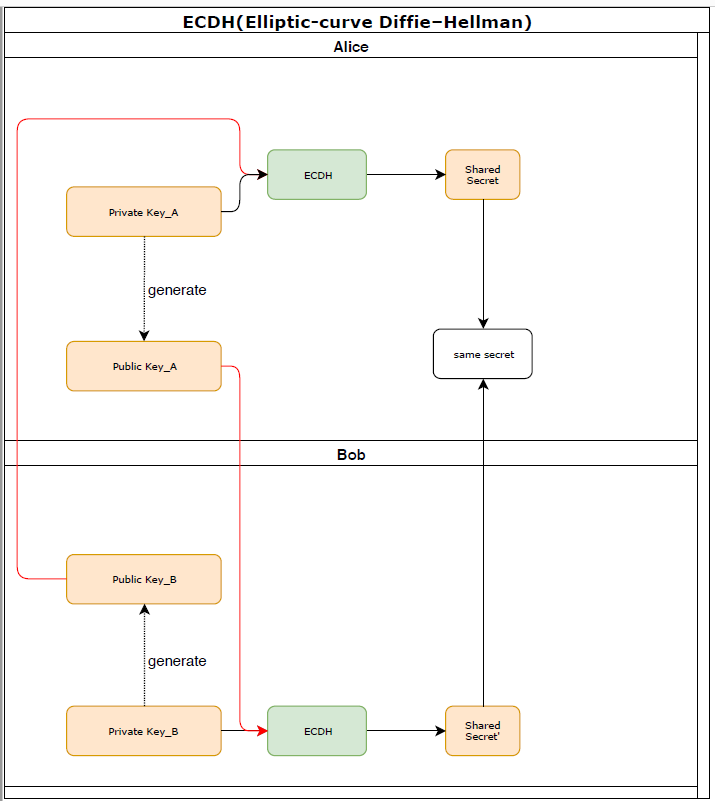 ECDH(Elliptic-curve Diffie–Hellman)
Alice
ECDH
Shared
Secret
Private Key_A
generate
same secret
Public Key_A
Bob
Public Key_B
generate
Private Key_B
ECDH
Shared
Secret'